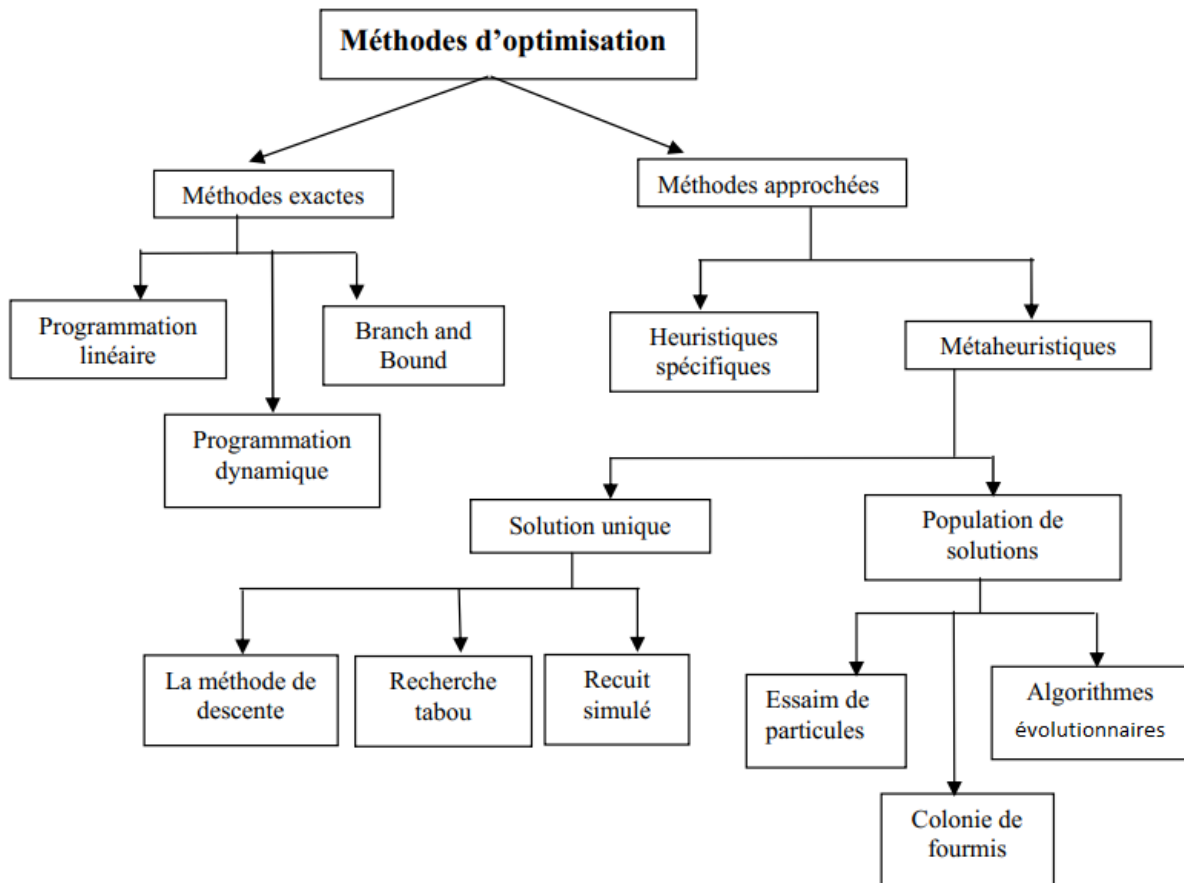 Méthodes d'optimisation
Méthodes exactes
Méthodes approchées
Programmation
linéaire
Branch and
Bound
Heuristiques
spécifiques
Métaheuristiques
Programmation
dynamique
Solution unique
Population de
solutions
La méthode de
descente
Recherche
tabou
Recuit
simulé
Essaim de
particules
Algorithmes
évolutionnaires
Colonie de
fourmis